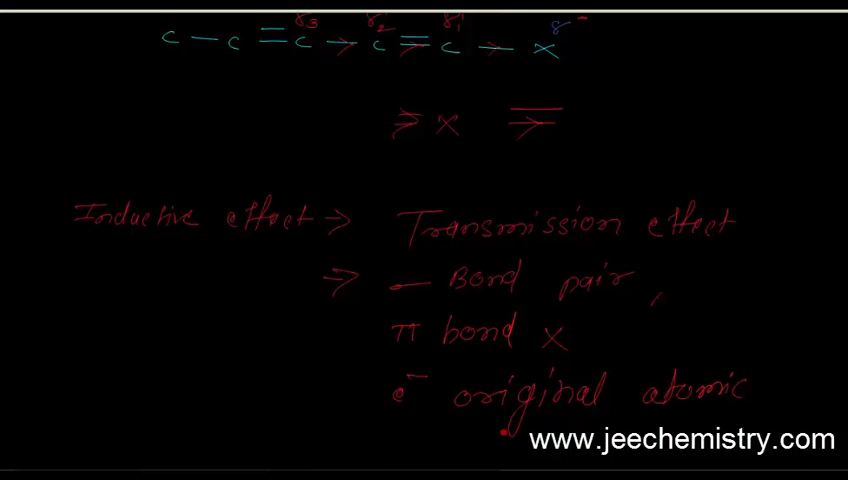 δ3 δ2 δ1 δ-
C — C = C — C = C — X
X
Inductive effect → Transmission effect
⇒ — Bond pair,
π bond X
e- original atomic
www.jeechemistry.com